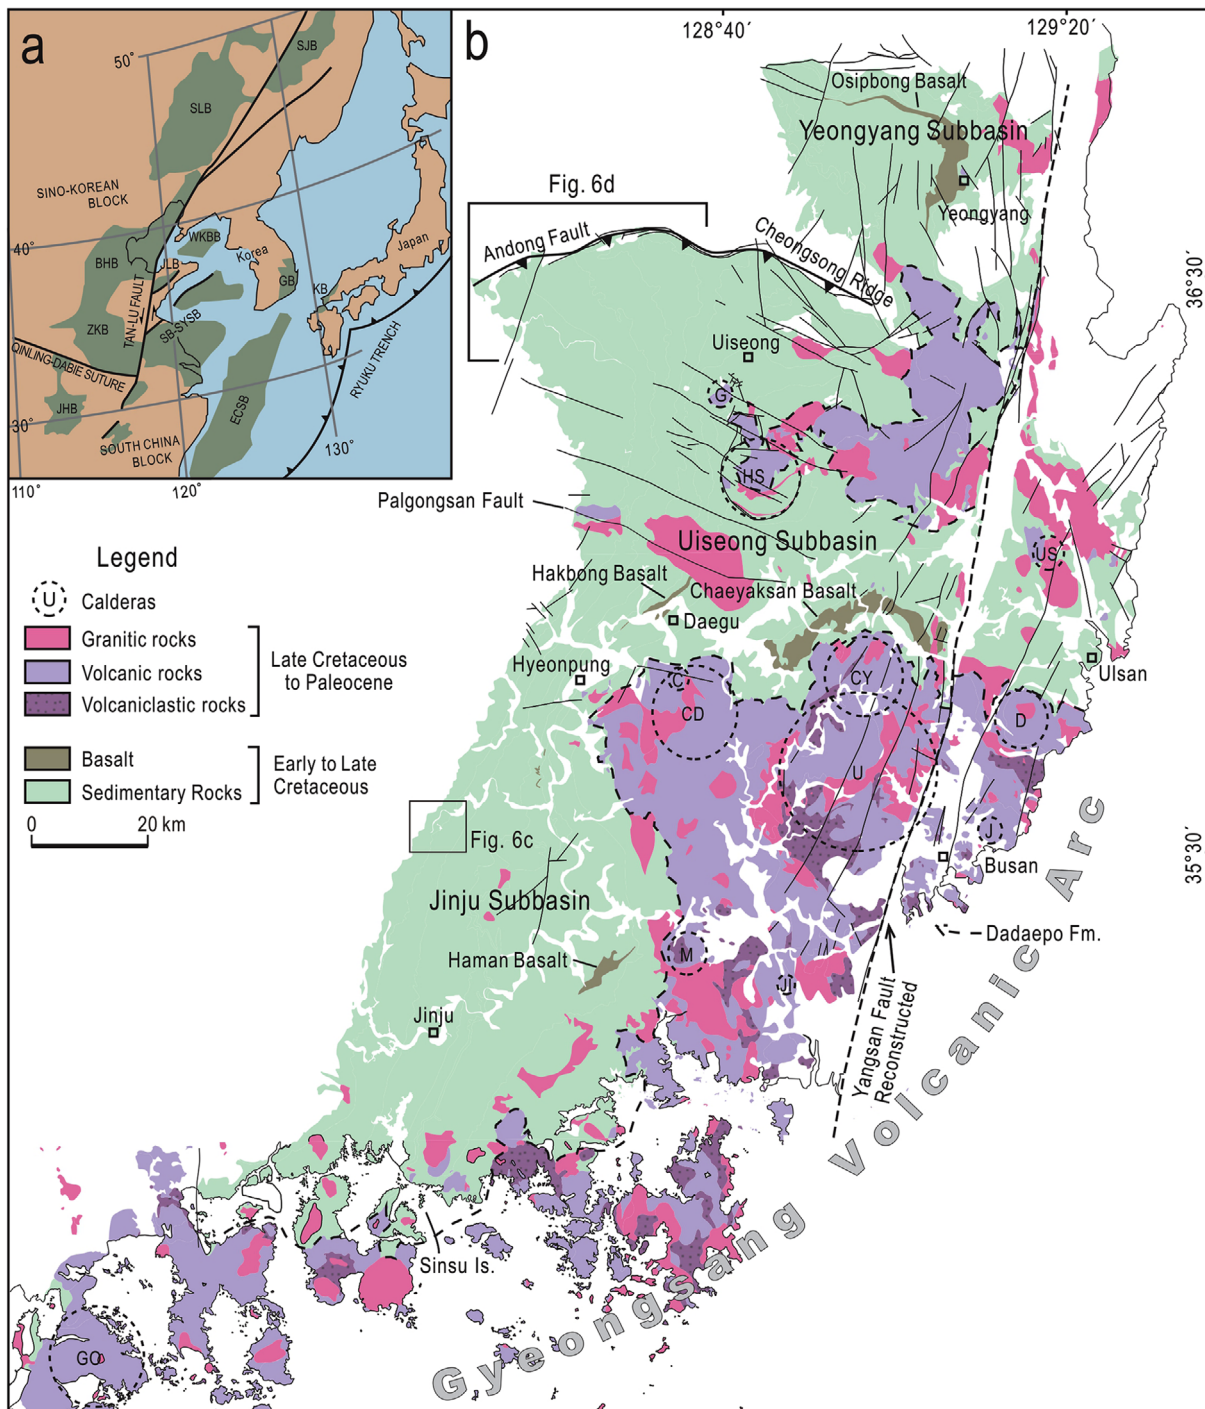 a
50°
SJB
SLB
SINO-KOREAN
BLOCK
40°
WKBB
Korea
Japan
BHB
JLB
GB
KB
TAN-LU FAULT
ZKB
SB-SYSB
QINLING-DABIE SUTURE
RYUKU TRENCH
JHB
ECSB
30°
SOUTH CHINA
BLOCK
130°
110°
120°
b
128°40´
129°20´
36°30´
35°30´
Osipbong Basalt
Yeongyang Subbasin
Yeongyang
Fig. 6d
Andong Fault
Cheongsong Ridge
Uiseong
G
HS
Palgongsan Fault
Uiseong Subbasin
US
Hakbong Basalt
Chaeyaksan Basalt
Daegu
Hyeonpung
Ulsan
C
CY
CD
D
U
J
Busan
Fig. 6c
Jinju Subbasin
Dadaepo Fm.
Haman Basalt
M
JI
Jinju
Yangsan Fault
Reconstructed
Sinsu Is.
GO
Gyeongsang Volcanic Arc
Legend
U
Calderas
Granitic rocks
Volcanic rocks
Volcaniclastic rocks
Late Cretaceous
to Paleocene
Basalt
Sedimentary Rocks
Early to Late
Cretaceous
0
20 km